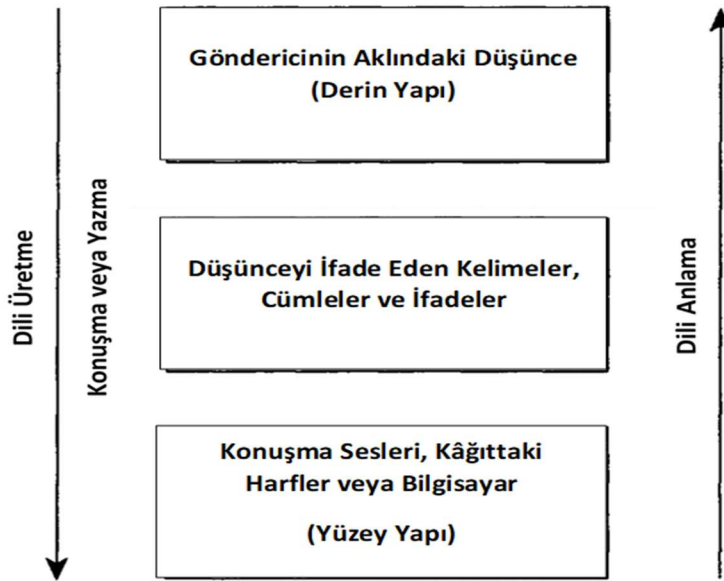 Göndericinin Aklındaki Düşünce
(Derin Yapı)
Dili Üretme
Konuşma veya Yazma
Düşünceyi İfade Eden Kelimeler,
Cümleler ve İfadeler
Dili Anlama
Konuşma Sesleri, Kâğıttaki
Harfler veya Bilgisayar
(Yüzey Yapı)